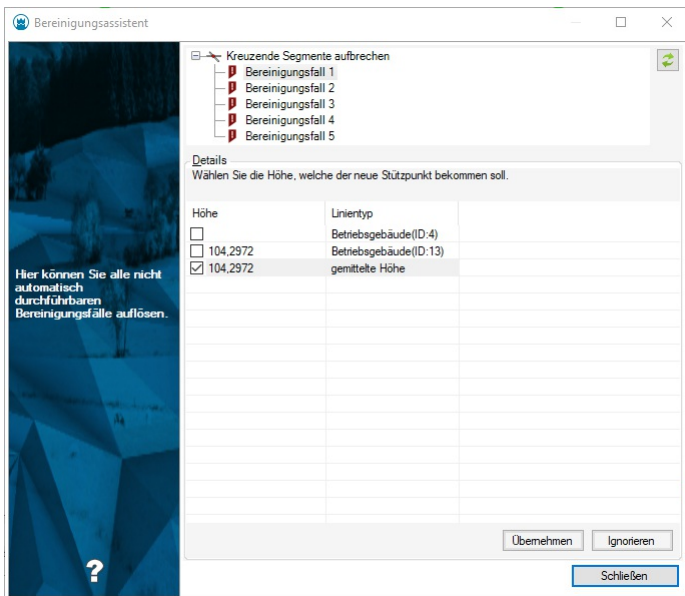 Bereinigungsassistent
Kreuzende Segmente aufbrechen
Bereinigungsfall 1
Bereinigungsfall 2
Bereinigungsfall 3
Bereinigungsfall 4
Bereinigungsfall 5
Details
Wählen Sie die Höhe, welche der neue Stützpunkt bekommen soll.
Höhe Linientyp
Betriebsgebäude(ID:4)
104,2972 Betriebsgebäude(ID:13)
104,2972 gemittelte Höhe
Hier können Sie alle nicht
automatisch
durchführbaren
Bereinigungsfälle auflösen.
?
Übernehmen Ignorieren
Schließen